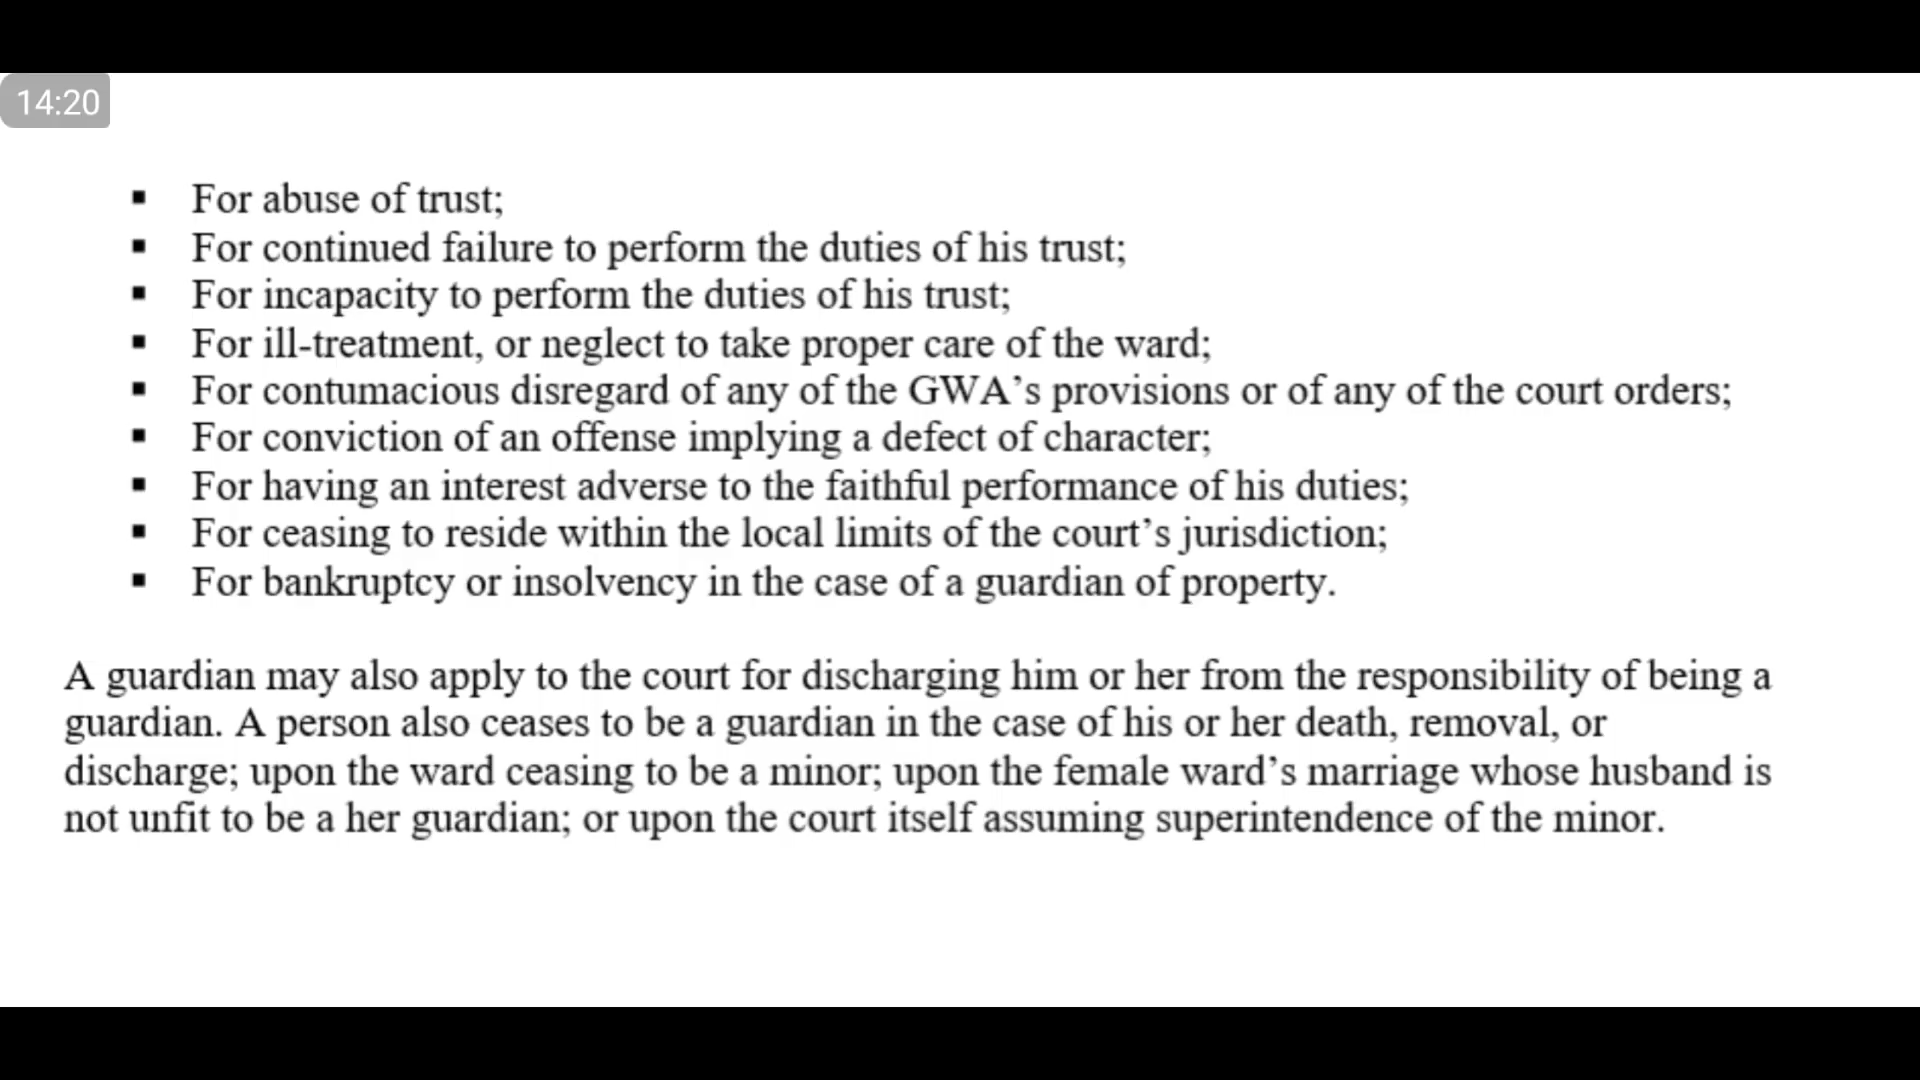 14:20
▪ For abuse of trust;
▪ For continued failure to perform the duties of his trust;
▪ For incapacity to perform the duties of his trust;
▪ For ill-treatment, or neglect to take proper care of the ward;
▪ For contumacious disregard of any of the GWA’s provisions or of any of the court orders;
▪ For conviction of an offense implying a defect of character;
▪ For having an interest adverse to the faithful performance of his duties;
▪ For ceasing to reside within the local limits of the court’s jurisdiction;
▪ For bankruptcy or insolvency in the case of a guardian of property.
A guardian may also apply to the court for discharging him or her from the responsibility of being a
guardian. A person also ceases to be a guardian in the case of his or her death, removal, or
discharge; upon the ward ceasing to be a minor; upon the female ward’s marriage whose husband is
not unfit to be a her guardian; or upon the court itself assuming superintendence of the minor.